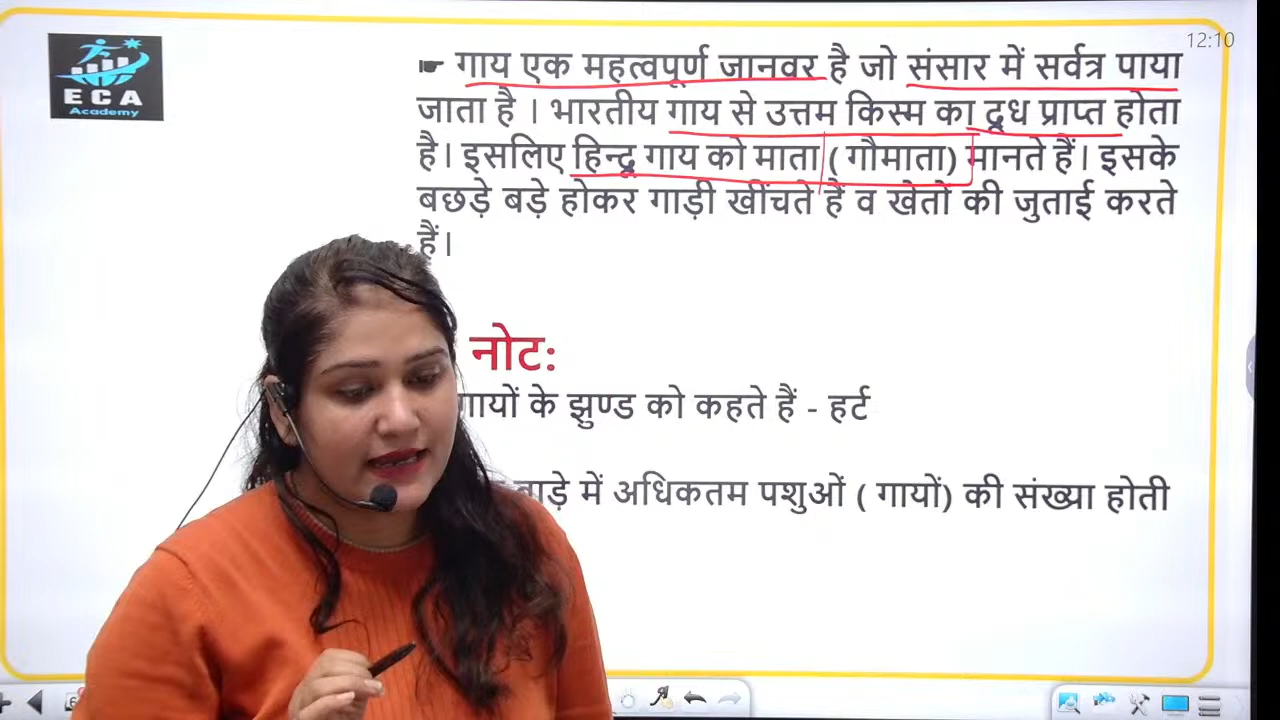 12:10
ECA
Academy
☛ गाय एक महत्वपूर्ण जानवर है जो संसार में सर्वत्र पाया
जाता है । भारतीय गाय से उत्तम किस्म का दूध प्राप्त होता
है। इसलिए हिन्दू गाय को माता ( गौमाता) मानते हैं। इसके
बछड़े बड़े होकर गाड़ी खींचते हैं व खेतों की जुताई करते
हैं।
नोट:
के झुण्ड को कहते हैं - हर्ट
में अधिकतम पशुओं ( गायों) की संख्या होती